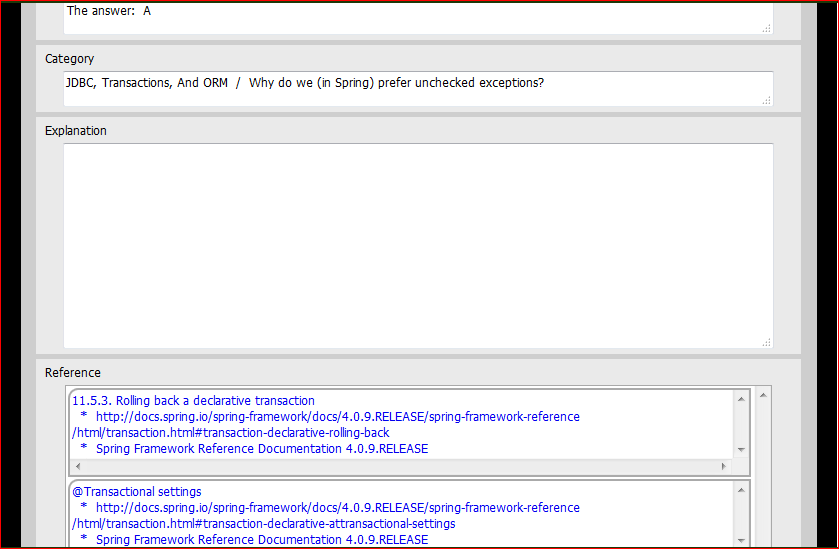 The answer:  A
Category
JDBC, Transactions, And ORM  /  Why do we (in Spring) prefer unchecked exceptions?
Explanation
Reference
11.5.3. Rolling back a declarative transaction
*  http://docs.spring.io/spring-framework/docs/4.0.9.RELEASE/spring-framework-reference
/html/transaction.html#transaction-declarative-rolling-back
*  Spring Framework Reference Documentation 4.0.9.RELEASE
@Transactional settings
*  http://docs.spring.io/spring-framework/docs/4.0.9.RELEASE/spring-framework-reference
/html/transaction.html#transaction-declarative-attransactional-settings
*  Spring Framework Reference Documentation 4.0.9.RELEASE